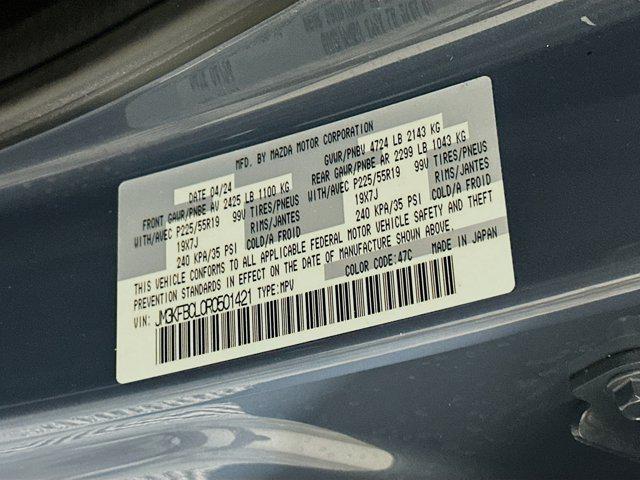 MFD. BY MAZDA MOTOR CORPORATION
DATE 04/24 GVWR/PNBV 4724 LB 2143 KG
FRONT GAWR/PNBE AV 2425 LB 1100 KG REAR GAWR/PNBE AR 2299 LB 1043 KG
WITH/AVEC P225/55R19 99V TIRES/PNEUS WITH/AVEC P225/55R19 99V TIRES/PNEUS
19X7J RIMS/JANTES 19X7J RIMS/JANTES
240 KPA/35 PSI COLD/A FROID 240 KPA/35 PSI COLD/A FROID
THIS VEHICLE CONFORMS TO ALL APPLICABLE FEDERAL MOTOR VEHICLE SAFETY AND THEFT
PREVENTION STANDARDS IN EFFECT ON THE DATE OF MANUFACTURE SHOWN ABOVE.
COLOR CODE:47C MADE IN JAPAN
VIN: JM3KFBCL0R0501421 TYPE:MPV